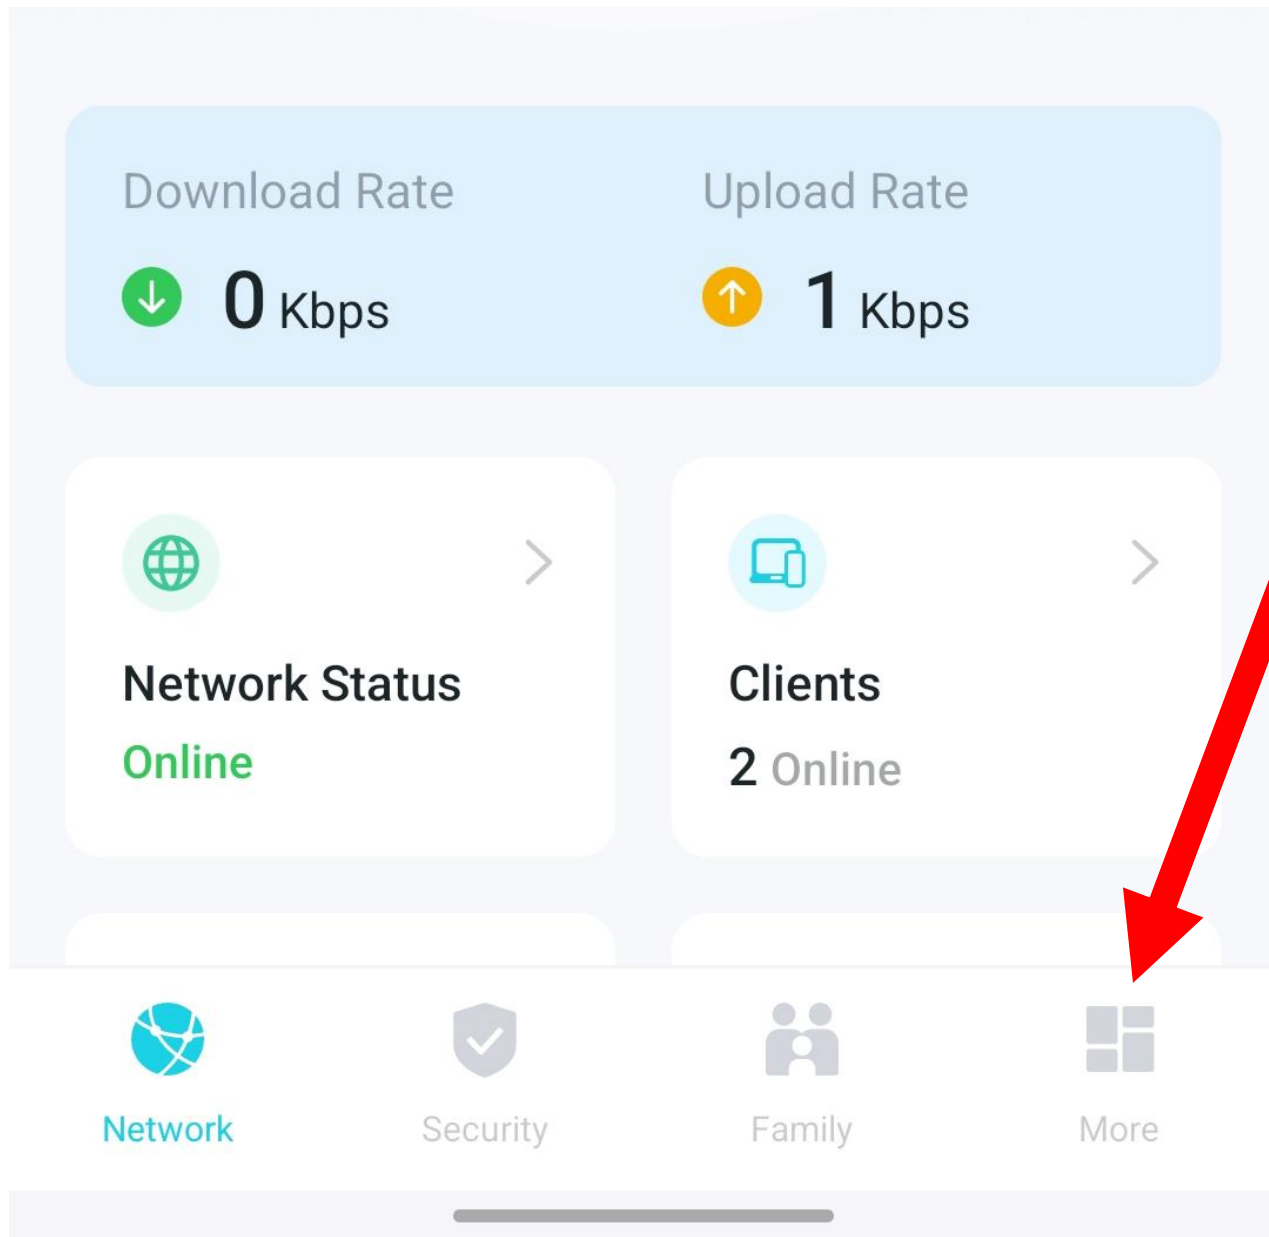 Download Rate
Upload Rate
0 Kbps
1 Kbps
Network Status
Online
Clients
2 Online
Network
Security
Family
More